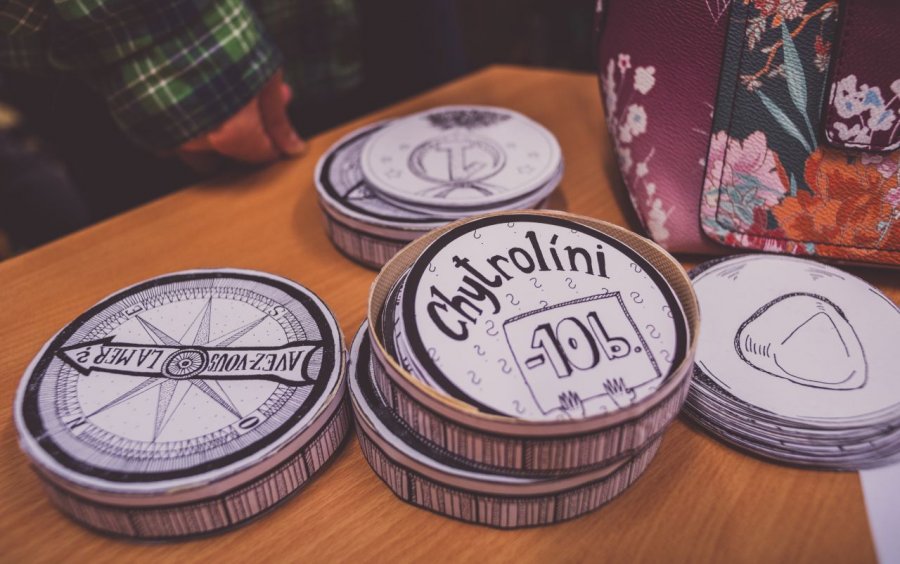 Chytrolíni
-10b.
AVEZ-VOUS
LA MER?
E
S
N
O